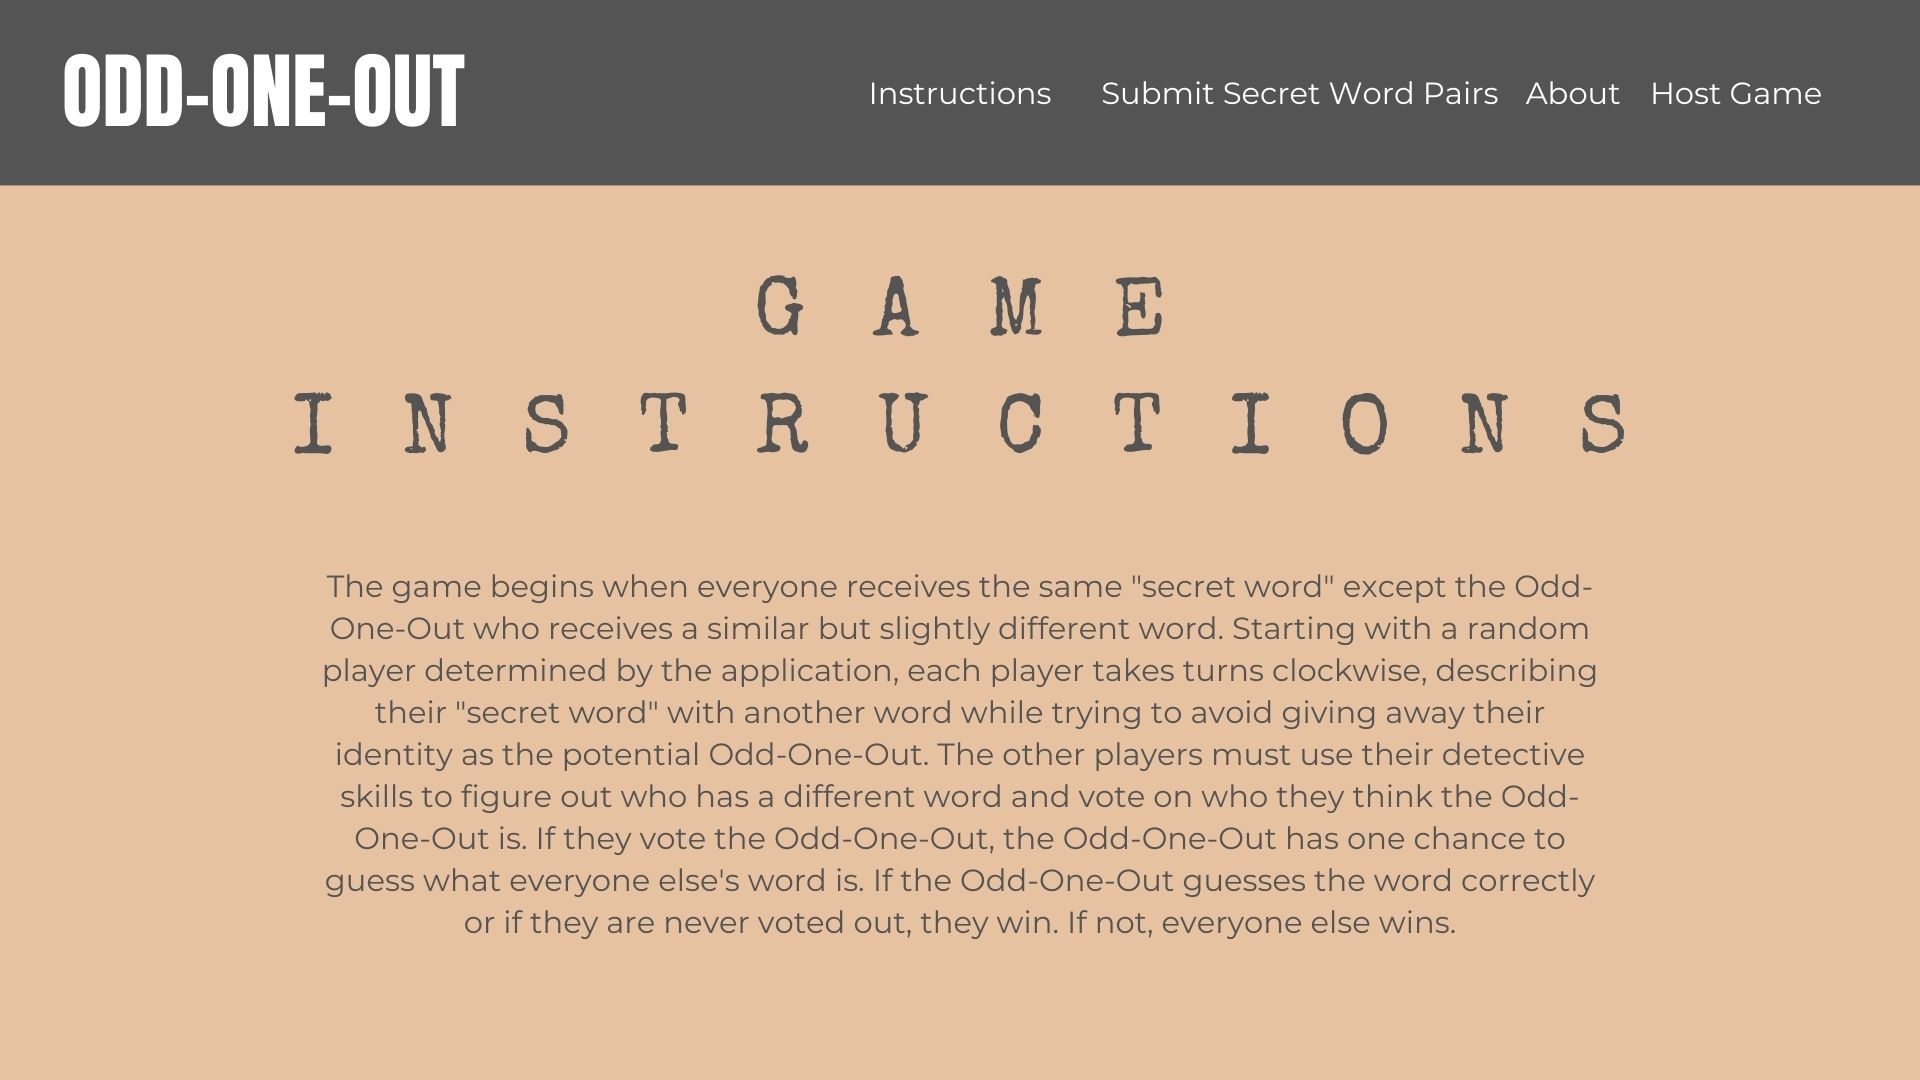 ODD-ONE-OUT
Instructions Submit Secret Word Pairs About Host Game
GAME
INSTRUCTIONS
The game begins when everyone receives the same "secret word" except the Odd-
One-Out who receives a similar but slightly different word. Starting with a random
player determined by the application, each player takes turns clockwise, describing
their "secret word" with another word while trying to avoid giving away their
identity as the potential Odd-One-Out. The other players must use their detective
skills to figure out who has a different word and vote on who they think the Odd-
One-Out is. If they vote the Odd-One-Out, the Odd-One-Out has one chance to
guess what everyone else's word is. If the Odd-One-Out guesses the word correctly
or if they are never voted out, they win. If not, everyone else wins.